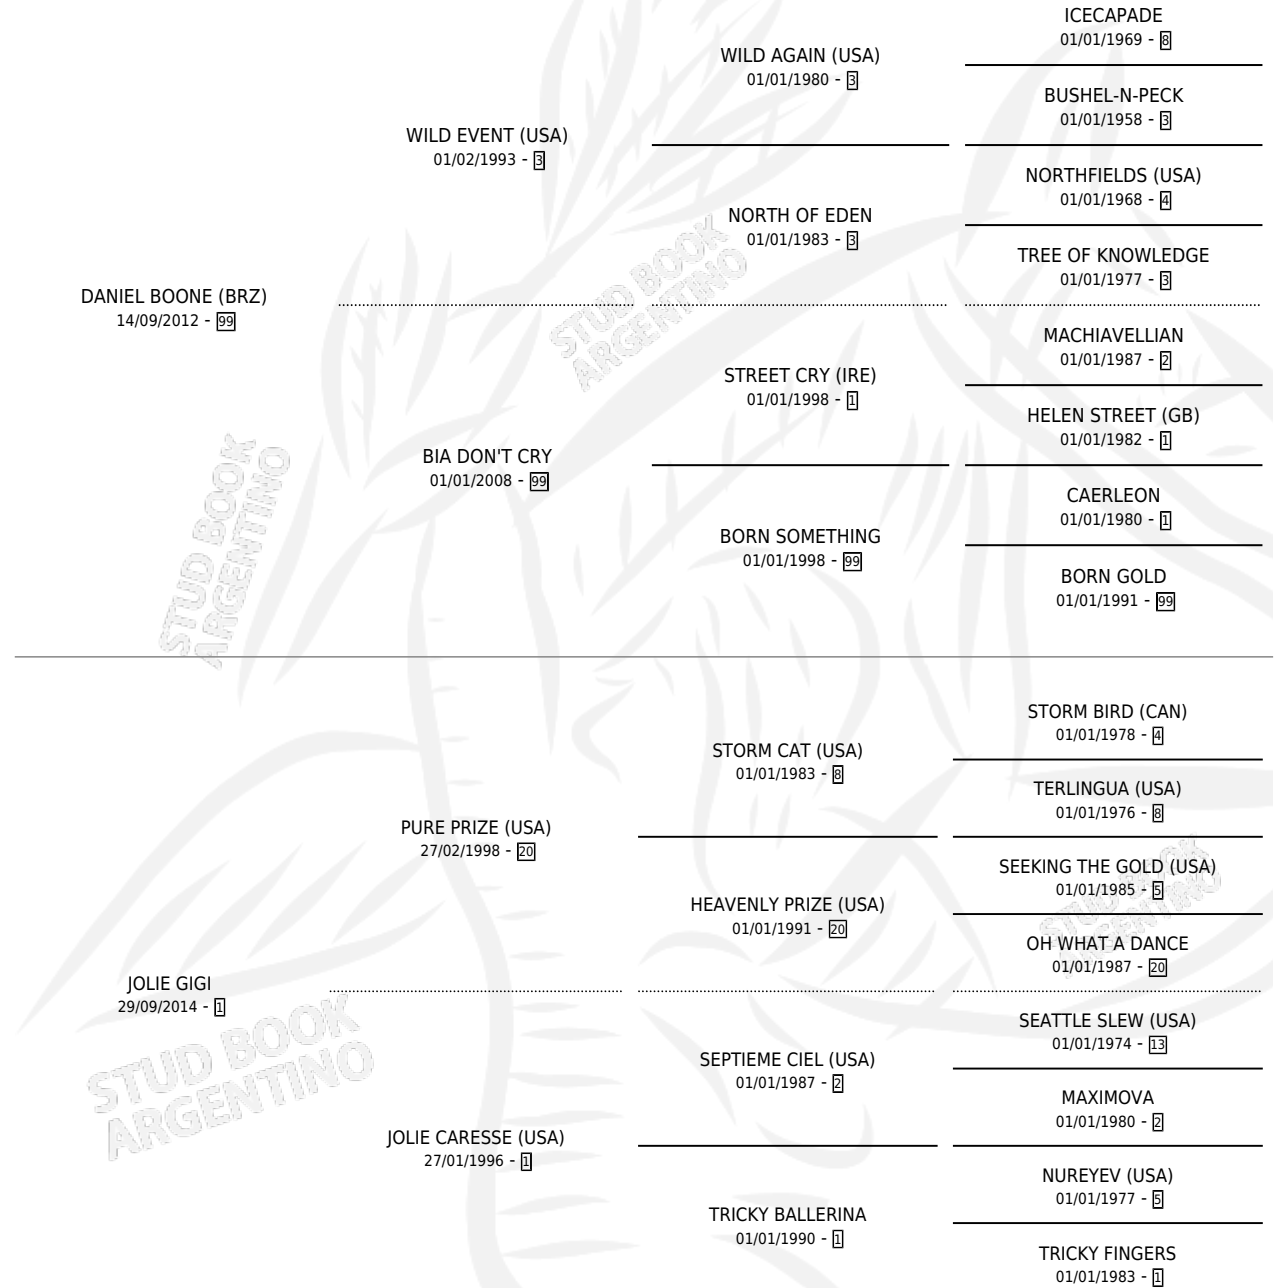 ICECAPADE
01/01/1969 - 8
WILD AGAIN (USA)
01/01/1980 - 3
BUSHEL-N-PECK
01/01/1958 - 3
WILD EVENT (USA)
01/02/1993 - 3
NORTHFIELDS (USA)
01/01/1968 - 4
NORTH OF EDEN
01/01/1983 - 3
TREE OF KNOWLEDGE
01/01/1977 - 3
DANIEL BOONE (BRZ)
14/09/2012 - 99
MACHIAVELLIAN
01/01/1987 - 2
STREET CRY (IRE)
01/01/1998 - 1
HELEN STREET (GB)
01/01/1982 - 1
BIA DON'T CRY
01/01/2008 - 99
CAERLEON
01/01/1980 - 1
BORN SOMETHING
01/01/1998 - 99
BORN GOLD
01/01/1991 - 99
STUD BOOK
ARGENTINO
STUD BOOK
ARGENTINO
STORM BIRD (CAN)
01/01/1978 - 4
STORM CAT (USA)
01/01/1983 - 8
TERLINGUA (USA)
01/01/1976 - 8
PURE PRIZE (USA)
27/02/1998 - 20
SEEKING THE GOLD (USA)
01/01/1985 - 5
HEAVENLY PRIZE (USA)
01/01/1991 - 20
OH WHAT A DANCE
01/01/1987 - 20
JOLIE GIGI
29/09/2014 - 1
SEATTLE SLEW (USA)
01/01/1974 - 13
SEPTIEME CIEL (USA)
01/01/1987 - 2
MAXIMOVA
01/01/1980 - 2
JOLIE CARESSE (USA)
27/01/1996 - 1
NUREYEV (USA)
01/01/1977 - 5
TRICKY BALLERINA
01/01/1990 - 1
TRICKY FINGERS
01/01/1983 - 1
STUD BOOK
ARGENTINO
STUD BOOK
ARGENTINO